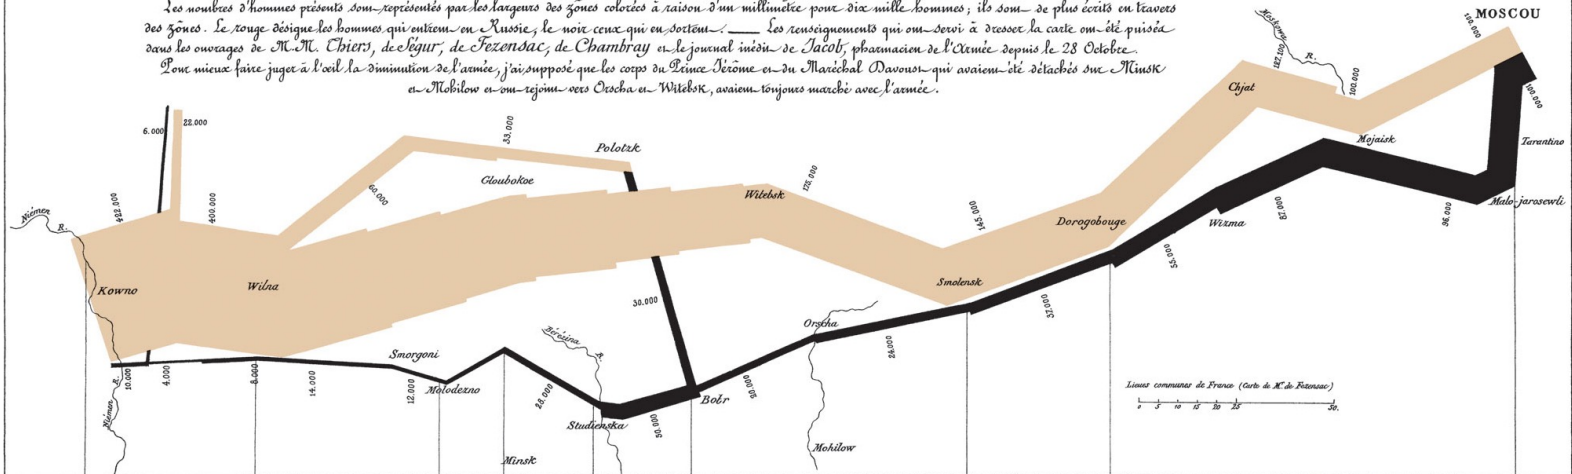 Les nombres d'hommes présents sont représentés par les largeurs des zônes colorées à raison d'un millimètre pour dix mille hommes; ils sont de plus écrits en travers
des zônes. Le rouge désigne les hommes qui entrent en Russie, le noir ceux qui en sortent. — Les renseignements qui ont servi à dresser la carte ont été puisés
dans les ouvrages de M.M. Thiers, de Ségur, de Fezensac, de Chambray et le journal inédit de Jacob, pharmacien de l'Armée depuis le 28 Octobre.
Pour mieux faire juger à l'œil la diminution de l'armée, j'ai supposé que les corps du Prince Jérôme et du Maréchal Davoust qui avaient été détachés sur Minsk
et Mohilow et ont rejoint vers Orscha et Witebsk, avaient toujours marché avec l'armée.
MOSCOU
100.000
Moskowa
R.
127.100
100.000
Chjat
Mojaisk
100.000
Tarantino
Malo-jarosewli
6.000
22.000
33.000
Polotzk
Gloubokoe
60.000
Witebsk
175.000
Niémen
R.
422.000
400.000
145.000
Dorogobouge
Wizma
87.000
96.000
55.000
Kowno
Wilna
30.000
Smolensk
37.000
Orscha
24.000
Bérézina
R.
Smorgoni
Molodezno
R.
Niémen
10.000
4.000
8.000
14.000
12.000
28.000
Studienska
50.000
Bobr
20.000
Minsk
Mohilow
Lieues communes de France (Carte de Mr. de Fezensac)
0 5 10 15 20 25 50.